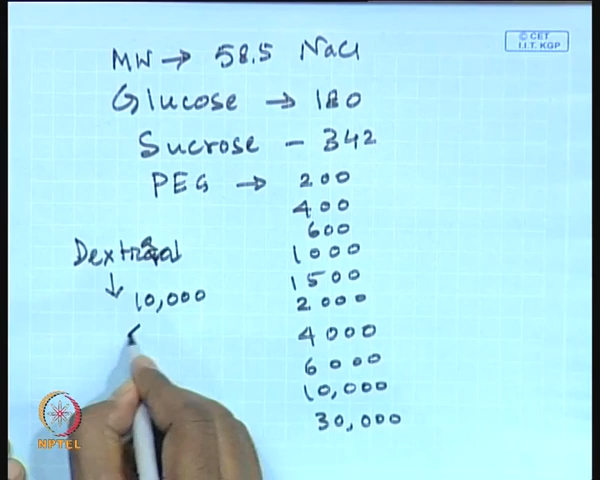 © CET
I.I.T. KGP
MW → 58.5 NaCl
Glucose → 180
Sucrose - 342
PEG → 200
400
600
1000
1500
2000
4000
6000
10,000
30,000
↓ 10,000
NPTEL